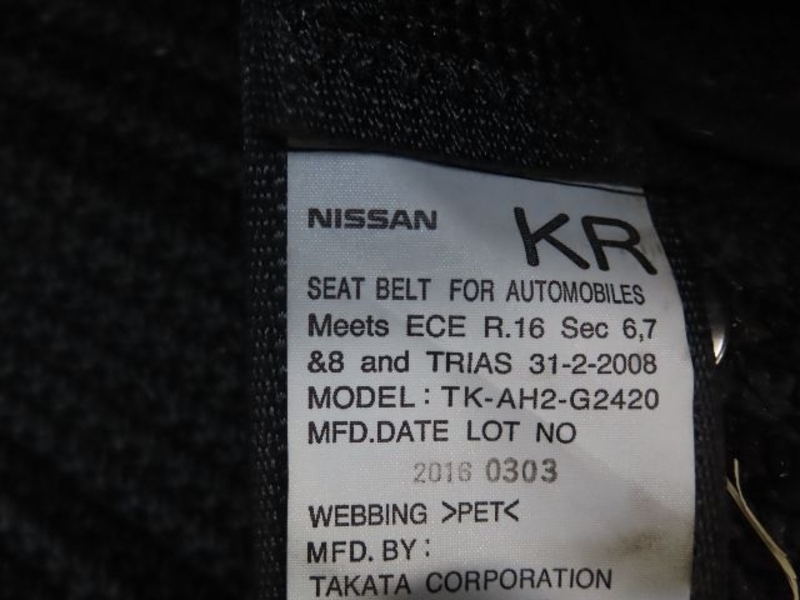 NISSAN KR
SEAT BELT FOR AUTOMOBILES
Meets ECE R.16 Sec 6,7
&8 and TRIAS 31-2-2008
MODEL: TK-AH2-G2420
MFD.DATE LOT NO
2016 0303
WEBBING >PET<
MFD. BY:
TAKATA CORPORATION